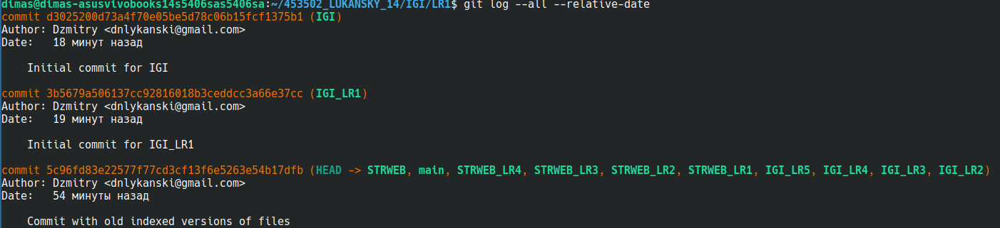 dimas@dimas-asusvivobooks14s5406sas5406sa:~/453502_LUKANSKY_14/IGI/LR1$ git log --all --relative-date
commit d3025200d73a4f70e05be5d78c06b15fcf1375b1 (IGI)
Author: Dzmitry <dnlykanski@gmail.com>
Date:   18 минут назад
    Initial commit for IGI
commit 3b5679a506137cc92816018b3ceddcc3a66e37cc (IGI_LR1)
Author: Dzmitry <dnlykanski@gmail.com>
Date:   19 минут назад
    Initial commit for IGI_LR1
commit 5c96fd83e22577f77cd3cf13f6e5263e54b17dfb (HEAD -> STRWEB, main, STRWEB_LR4, STRWEB_LR3, STRWEB_LR2, STRWEB_LR1, IGI_LR5, IGI_LR4, IGI_LR3, IGI_LR2)
Author: Dzmitry <dnlykanski@gmail.com>
Date:   54 минуты назад
    Commit with old indexed versions of files